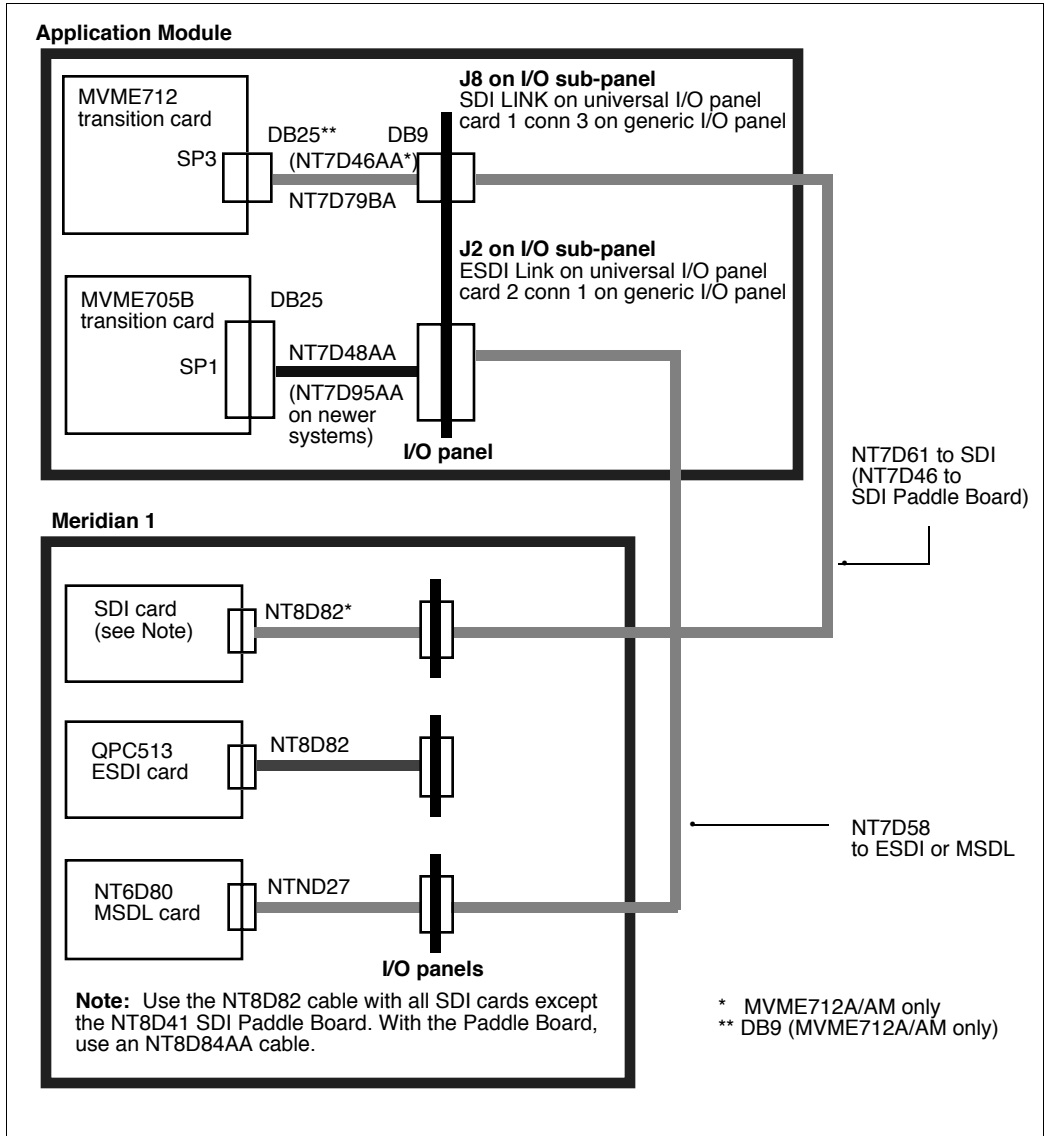 Application Module
MVME712
transition card
SP3
DB25**
DB9
(NT7D46AA*)
NT7D79BA
J8 on I/O sub-panel
SDI LINK on universal I/O panel
card 1 conn 3 on generic I/O panel
J2 on I/O sub-panel
ESDI Link on universal I/O panel
card 2 conn 1 on generic I/O panel
MVME705B
transition card
SP1
DB25
NT7D48AA
(NT7D95AA
on newer
systems)
I/O panel
NT7D61 to SDI
(NT7D46 to
SDI Paddle Board)
Meridian 1
SDI card
(see Note)
NT8D82*
QPC513
ESDI card
NT8D82
NT7D58
to ESDI or MSDL
NT6D80
MSDL card
NTND27
I/O panels
Note: Use the NT8D82 cable with all SDI cards except
the NT8D41 SDI Paddle Board. With the Paddle Board,
use an NT8D84AA cable.
* MVME712A/AM only
** DB9 (MVME712A/AM only)